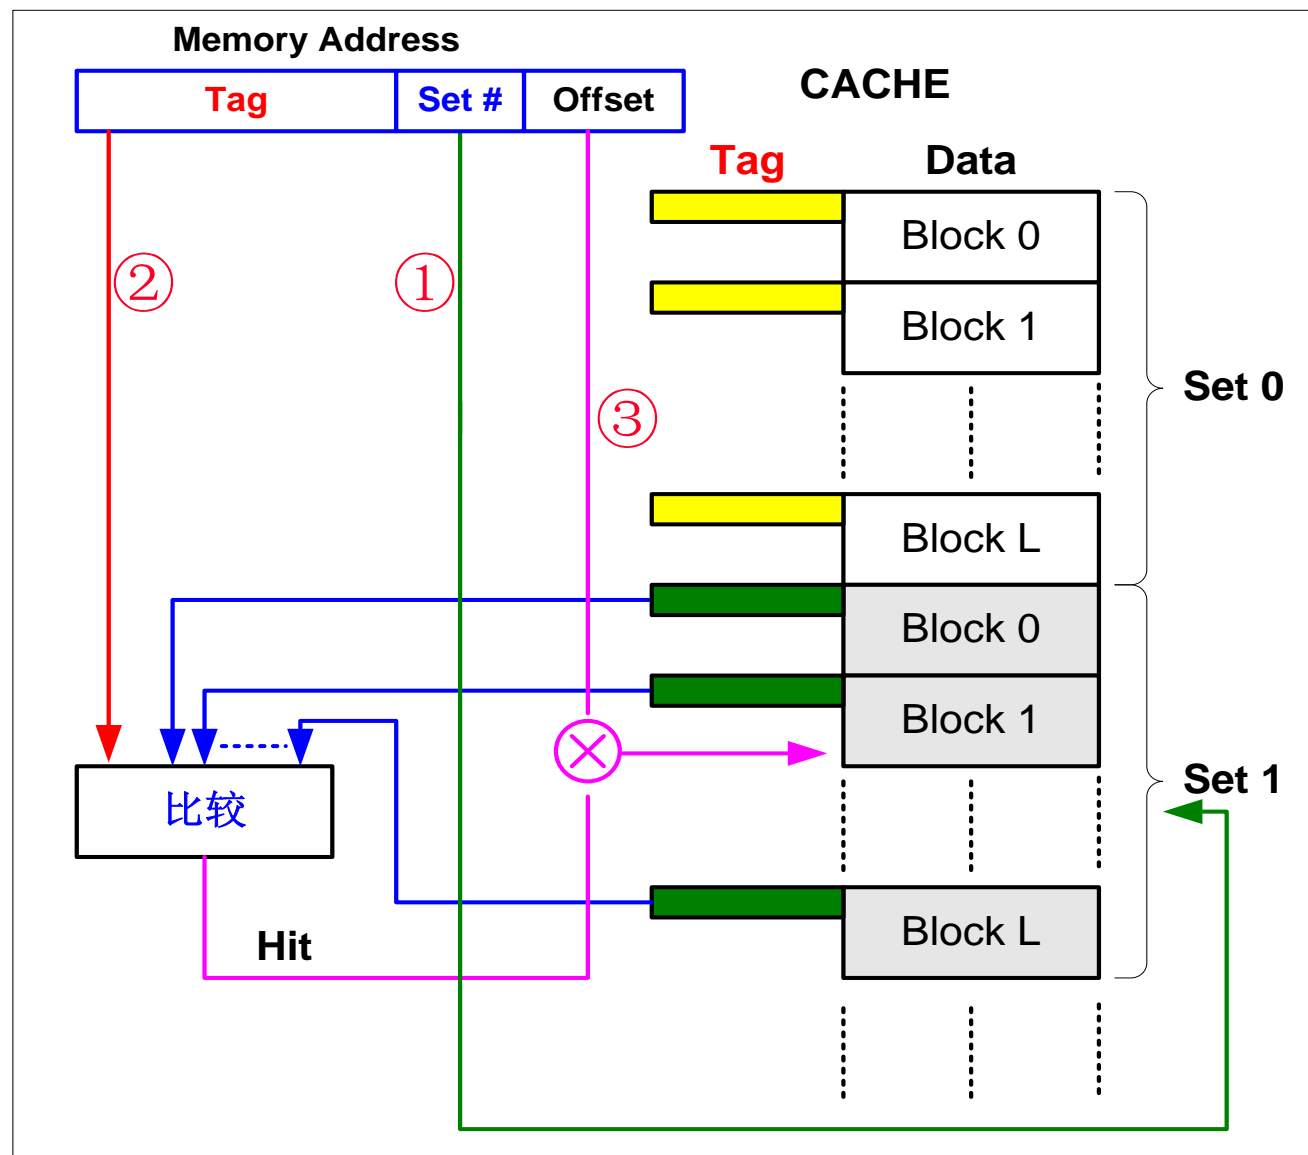 Memory Address
Tag Set # Offset
CACHE
Tag Data
Block 0
② ①
Block 1
Set 0
③
Block L
Block 0
Block 1
Set 1
比较
Block L
Hit